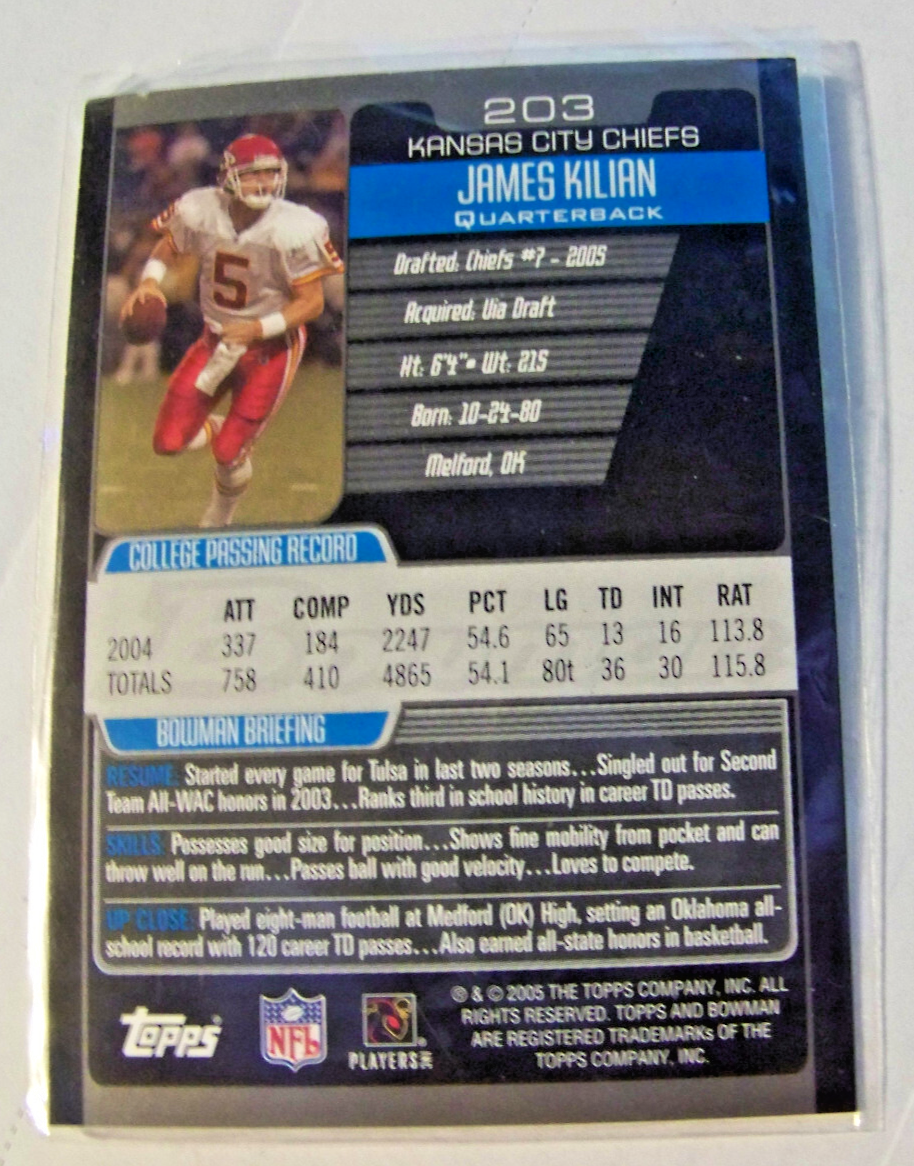 203
KANSAS CITY CHIEFS
JAMES KILIAN
QUARTERBACK
Drafted: Chiefs #7 - 2005
Acquired: Via Draft
Ht: 6'4" • Wt: 215
Born: 10-24-80
Melford, OK
5
COLLEGE PASSING RECORD
ATT COMP YDS PCT LG TD INT RAT
2004 337 184 2247 54.6 65 13 16 113.8
TOTALS 758 410 4865 54.1 80t 36 30 115.8
BOWMAN BRIEFING
RESUME: Started every game for Tulsa in last two seasons...Singled out for Second
Team All-WAC honors in 2003...Ranks third in school history in career TD passes.
SKILLS: Possesses good size for position...Shows fine mobility from pocket and can
throw well on the run...Passes ball with good velocity...Loves to compete.
UP CLOSE: Played eight-man football at Medford (OK) High, setting an Oklahoma all-
school record with 120 career TD passes...Also earned all-state honors in basketball.
topps®
NFL
PLAYERS INC
® & © 2005 THE TOPPS COMPANY, INC. ALL
RIGHTS RESERVED. TOPPS AND BOWMAN
ARE REGISTERED TRADEMARKs OF THE
TOPPS COMPANY, INC.